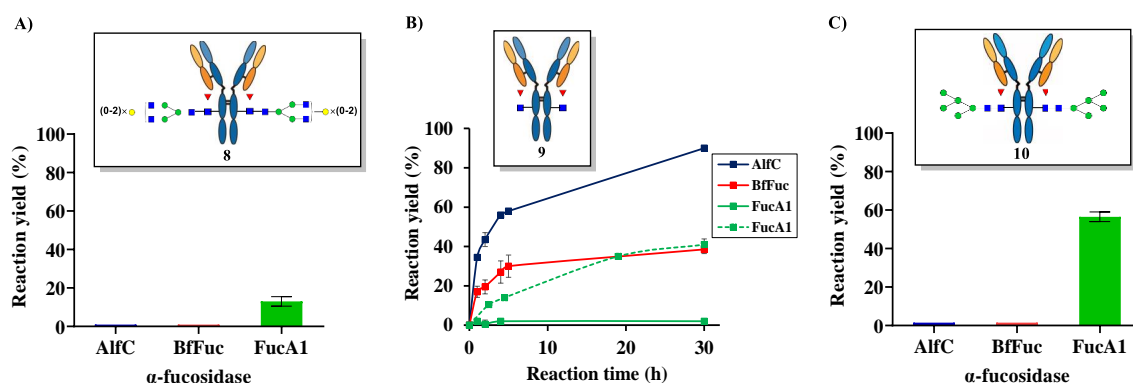 A)
(0-2)×
×(0-2)
8
100
80
60
40
20
0
Reaction yield (%)
AlfC
BfFuc
FucA1
α-fucosidase
B)
9
100
80
60
40
20
0
Reaction yield (%)
AlfC
BfFuc
FucA1
FucA1
0
10
20
30
Reaction time (h)
C)
10
100
80
60
40
20
0
Reaction yield (%)
AlfC
BfFuc
FucA1
α-fucosidase